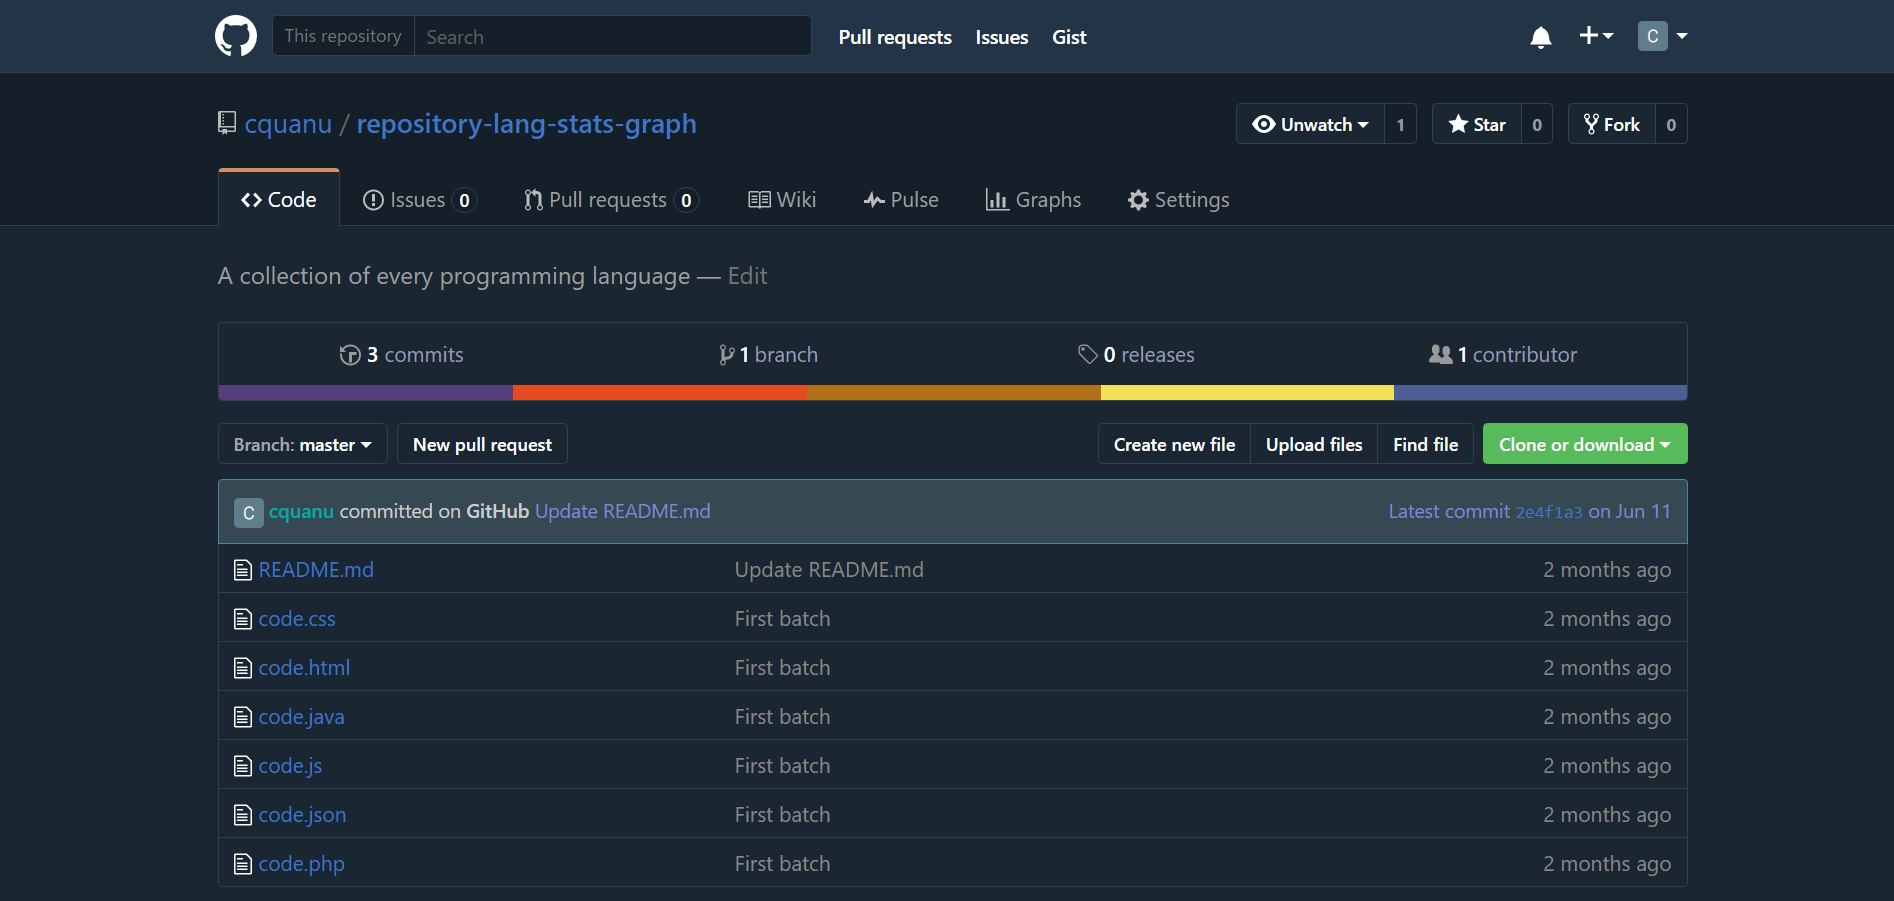 This repository Search Pull requests Issues Gist C
cquanu / repository-lang-stats-graph Unwatch 1 Star 0 Fork 0
Code Issues 0 Pull requests 0 Wiki Pulse Graphs Settings
A collection of every programming language — Edit
3 commits 1 branch 0 releases 1 contributor
Branch: master New pull request Create new file Upload files Find file Clone or download
C cquanu committed on GitHub Update README.md Latest commit 2e4f1a3 on Jun 11
README.md Update README.md 2 months ago
code.css First batch 2 months ago
code.html First batch 2 months ago
code.java First batch 2 months ago
code.js First batch 2 months ago
code.json First batch 2 months ago
code.php First batch 2 months ago